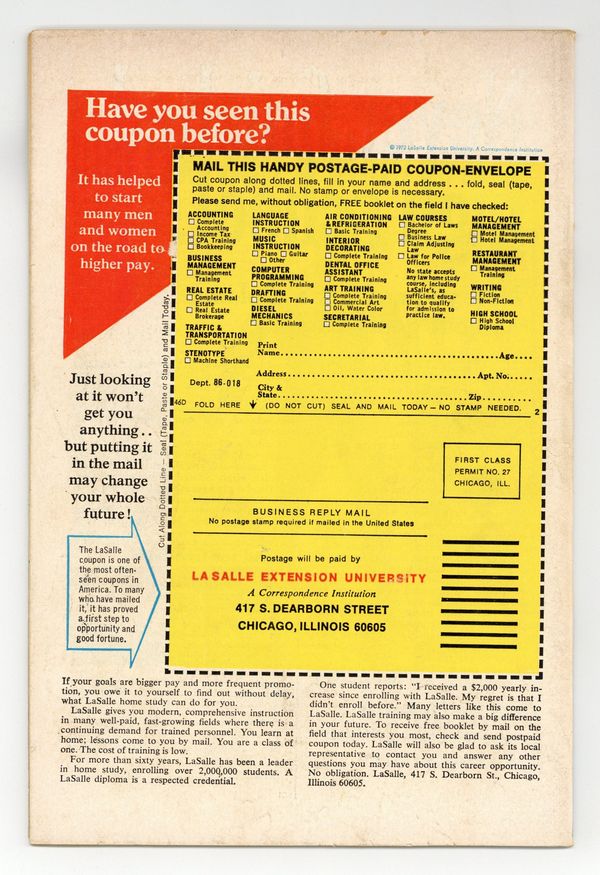 Have you seen this
coupon before?
It has helped
to start
many men
and women
on the road to
higher pay.
© 1972 LaSalle Extension University, A Correspondence Institution
MAIL THIS HANDY POSTAGE-PAID COUPON-ENVELOPE
Cut coupon along dotted lines, fill in your name and address . . . fold, seal (tape,
paste or staple) and mail. No stamp or envelope is necessary.
Please send me, without obligation, FREE booklet on the field I have checked:
ACCOUNTING
Complete
Accounting
Income Tax
CPA Training
Bookkeeping
BUSINESS
MANAGEMENT
Management
Training
REAL ESTATE
Complete Real
Estate
Real Estate
Brokerage
TRAFFIC &
TRANSPORTATION
Complete Training
STENOTYPE
Machine Shorthand
LANGUAGE
INSTRUCTION
French Spanish
MUSIC
INSTRUCTION
Piano Guitar
Other
COMPUTER
PROGRAMMING
Complete Training
DRAFTING
Complete Training
DIESEL
MECHANICS
Basic Training
AIR CONDITIONING
& REFRIGERATION
Basic Training
INTERIOR
DECORATING
Complete Training
DENTAL OFFICE
ASSISTANT
Complete Training
ART TRAINING
Complete Training
Commercial Art
Oil, Water Color
SECRETARIAL
Complete Training
LAW COURSES
Bachelor of Laws
Degree
Business Law
Claim Adjusting
Law
Law for Police
Officers
No state accepts
any law home study
course, including
LaSalle's, as
sufficient educa-
tion to qualify
for admission to
practice law.
MOTEL/HOTEL
MANAGEMENT
Motel Management
Hotel Management
RESTAURANT
MANAGEMENT
Management
Training
WRITING
Fiction
Non-Fiction
HIGH SCHOOL
High School
Diploma
Print
Name Age
Address Apt. No.
Dept. 86-018
City &
State Zip
46D FOLD HERE (DO NOT CUT) SEAL AND MAIL TODAY – NO STAMP NEEDED. 2
Cut Along Dotted Line — Seal (Tape, Paste or Staple) and Mail Today.
Just looking
at it won't
get you
anything . .
but putting it
in the mail
may change
your whole
future!
The LaSalle
coupon is one of
the most often-
seen coupons in
America. To many
who have mailed
it, it has proved
a first step to
opportunity and
good fortune.
FIRST CLASS
PERMIT NO. 27
CHICAGO, ILL.
BUSINESS REPLY MAIL
No postage stamp required if mailed in the United States
Postage will be paid by
LA SALLE EXTENSION UNIVERSITY
A Correspondence Institution
417 S. DEARBORN STREET
CHICAGO, ILLINOIS 60605
If your goals are bigger pay and more frequent promo-
tion, you owe it to yourself to find out without delay,
what LaSalle home study can do for you.
LaSalle gives you modern, comprehensive instruction
in many well-paid, fast-growing fields where there is a
continuing demand for trained personnel. You learn at
home; lessons come to you by mail. You are a class of
one. The cost of training is low.
For more than sixty years, LaSalle has been a leader
in home study, enrolling over 2,000,000 students. A
LaSalle diploma is a respected credential.
One student reports: "I received a $2,000 yearly in-
crease since enrolling with LaSalle. My regret is that I
didn't enroll before." Many letters like this come to
LaSalle. LaSalle training may also make a big difference
in your future. To receive free booklet by mail on the
field that interests you most, check and send postpaid
coupon today. LaSalle will also be glad to ask its local
representative to contact you and answer any other
questions you may have about this career opportunity.
No obligation. LaSalle, 417 S. Dearborn St., Chicago,
Illinois 60605.